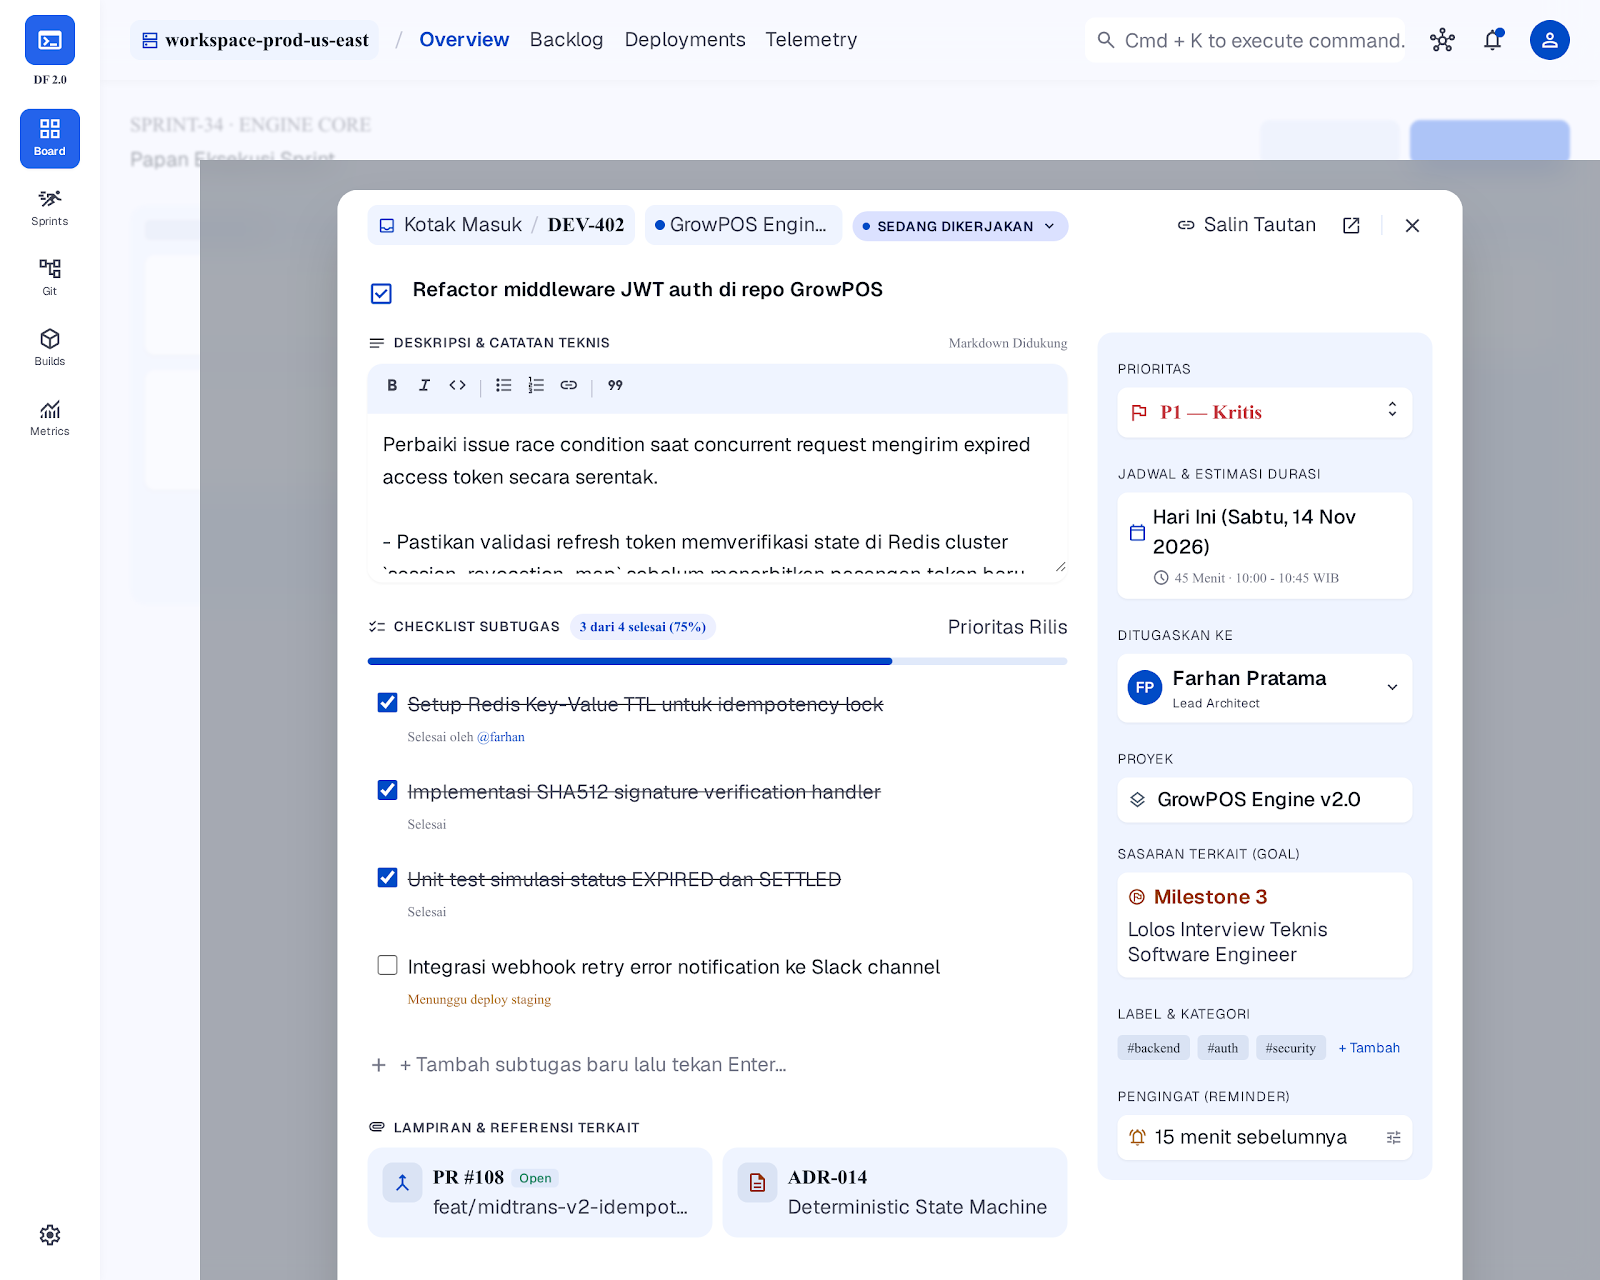 DF 2.0
Board
Sprints
Git
Builds
Metrics
workspace-prod-us-east / Overview Backlog Deployments Telemetry
Cmd + K to execute command.
SPRINT-34 · ENGINE CORE
Papan Eksekusi Sprint
Kotak Masuk / DEV-402
GrowPOS Engin...
SEDANG DIKERJAKAN
Salin Tautan
Refactor middleware JWT auth di repo GrowPOS
DESKRIPSI & CATATAN TEKNIS
Markdown Didukung
B I <> 99
Perbaiki issue race condition saat concurrent request mengirim expired
access token secara serentak.
- Pastikan validasi refresh token memverifikasi state di Redis cluster
`session_revocation_map` sebelum menerbitkan pasangan token baru.
CHECKLIST SUBTUGAS
3 dari 4 selesai (75%)
Prioritas Rilis
Setup Redis Key-Value TTL untuk idempotency lock
Selesai oleh @farhan
Implementasi SHA512 signature verification handler
Selesai
Unit test simulasi status EXPIRED dan SETTLED
Selesai
Integrasi webhook retry error notification ke Slack channel
Menunggu deploy staging
+ Tambah subtugas baru lalu tekan Enter...
LAMPIRAN & REFERENSI TERKAIT
PR #108 Open
feat/midtrans-v2-idempot...
ADR-014
Deterministic State Machine
PRIORITAS
P1 — Kritis
JADWAL & ESTIMASI DURASI
Hari Ini (Sabtu, 14 Nov
2026)
45 Menit · 10:00 - 10:45 WIB
DITUGASKAN KE
FP
Farhan Pratama
Lead Architect
PROYEK
GrowPOS Engine v2.0
SASARAN TERKAIT (GOAL)
Milestone 3
Lolos Interview Teknis
Software Engineer
LABEL & KATEGORI
#backend #auth #security + Tambah
PENGINGAT (REMINDER)
15 menit sebelumnya